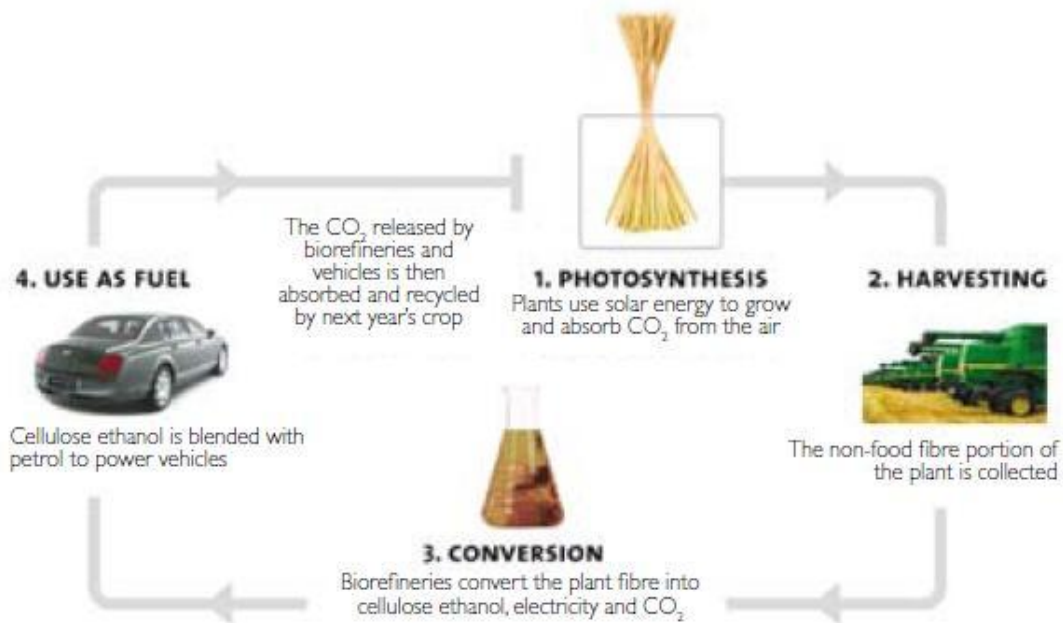 The CO₂ released by
biorefineries and
vehicles is then
absorbed and recycled
by next year's crop
1. PHOTOSYNTHESIS
Plants use solar energy to grow
and absorb CO₂ from the air
2. HARVESTING
The non-food fibre portion of
the plant is collected
3. CONVERSION
Biorefineries convert the plant fibre into
cellulose ethanol, electricity and CO₂
4. USE AS FUEL
Cellulose ethanol is blended with
petrol to power vehicles